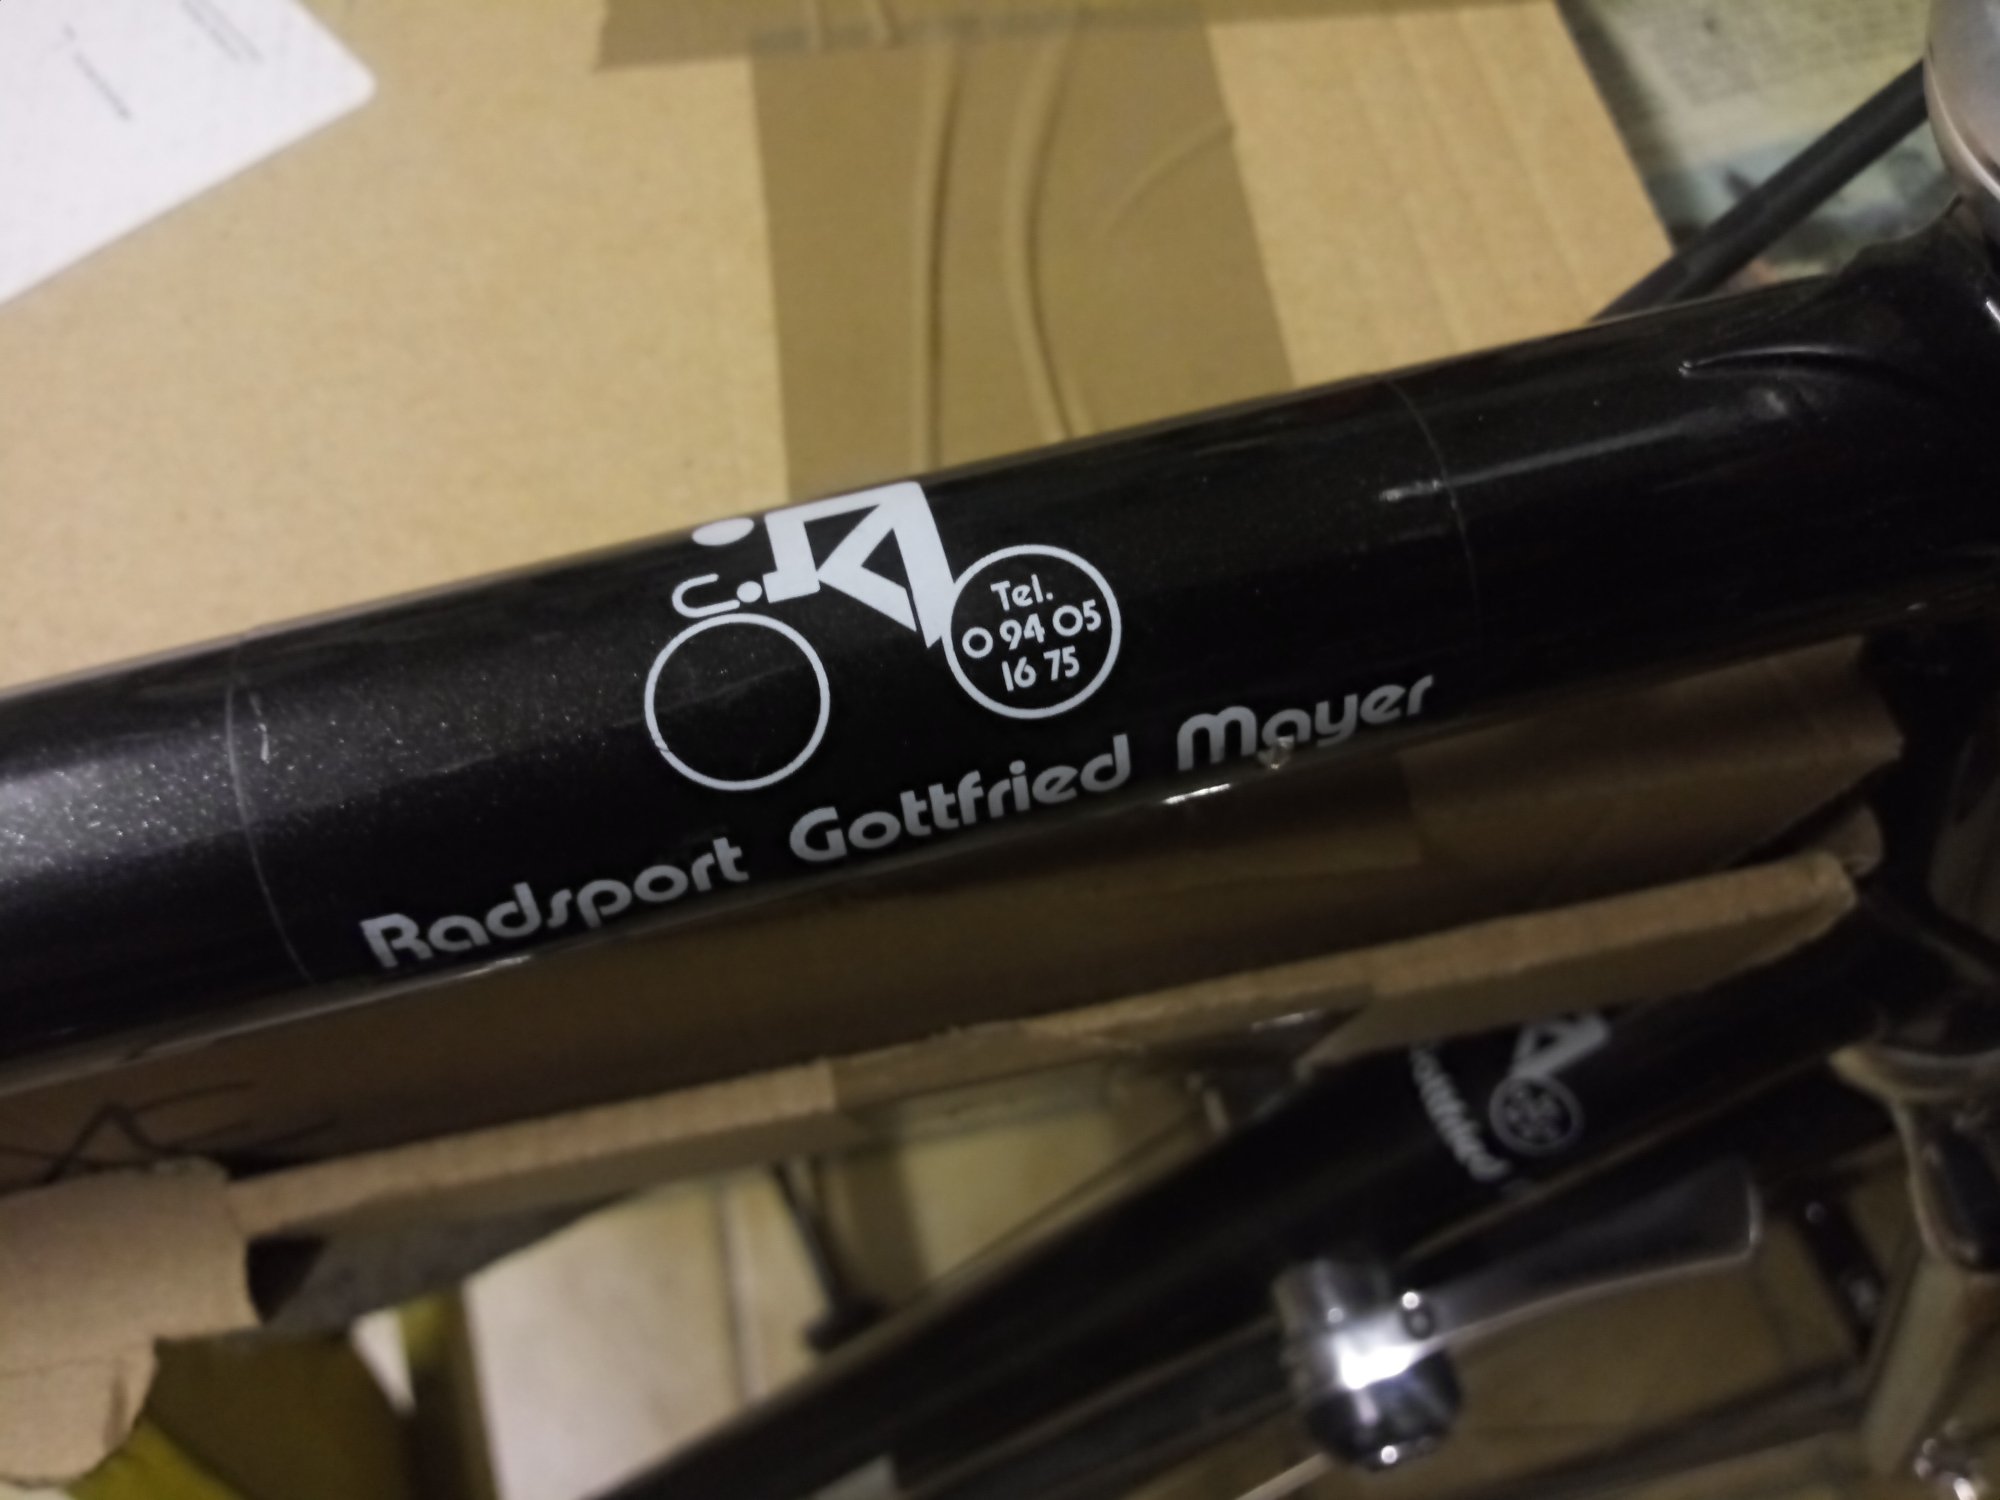 Tel.
0 94 05
16 75
Radsport Gottfried Mayer